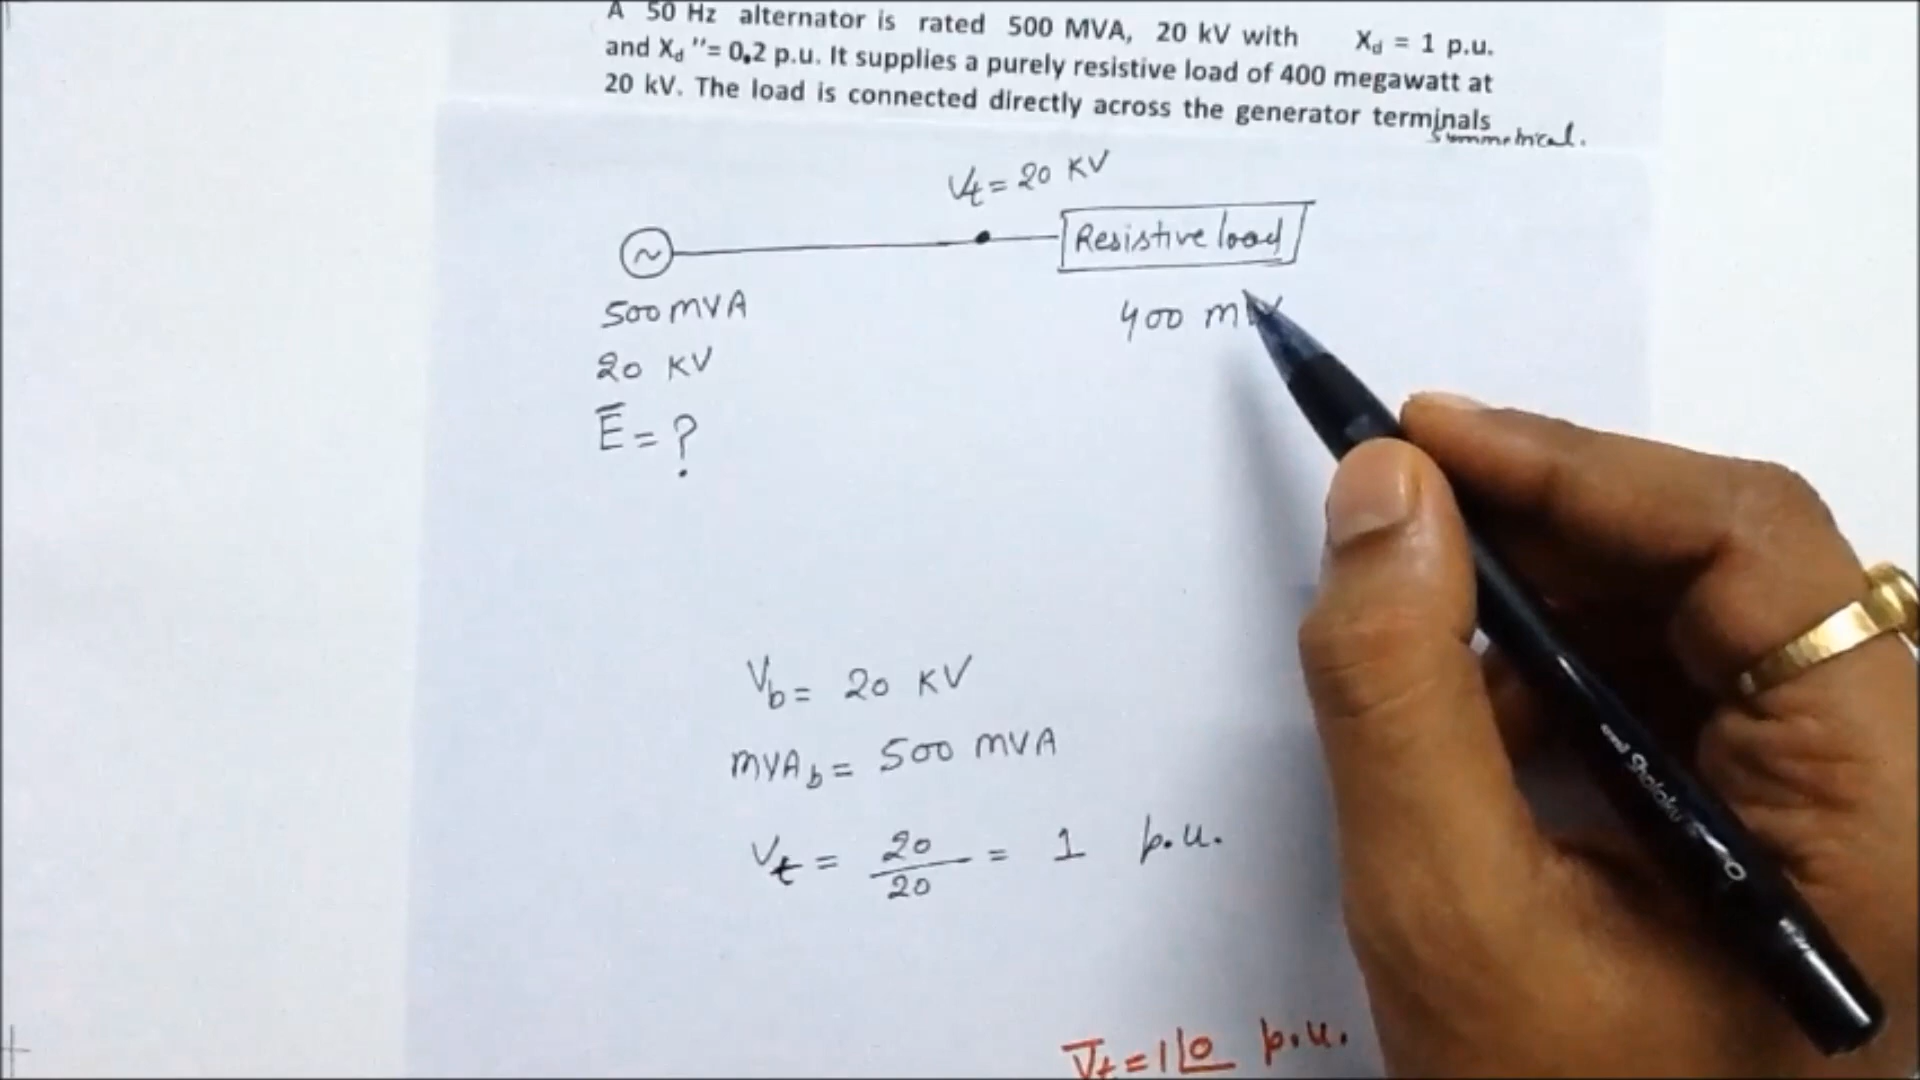 A 50 Hz alternator is rated 500 MVA, 20 kV with Xd = 1 p.u.
and Xd ''= 0.2 p.u. It supplies a purely resistive load of 400 megawatt at
20 kV. The load is connected directly across the generator terminals
Symmetrical.
Vt = 20 KV
~
Resistive load
500 MVA
400 MW
20 KV
E̅ = ?
Vb = 20 KV
MVAb = 500 MVA
Vt = 20/20 = 1 p.u.
V̅t = 1∠0 p.u.